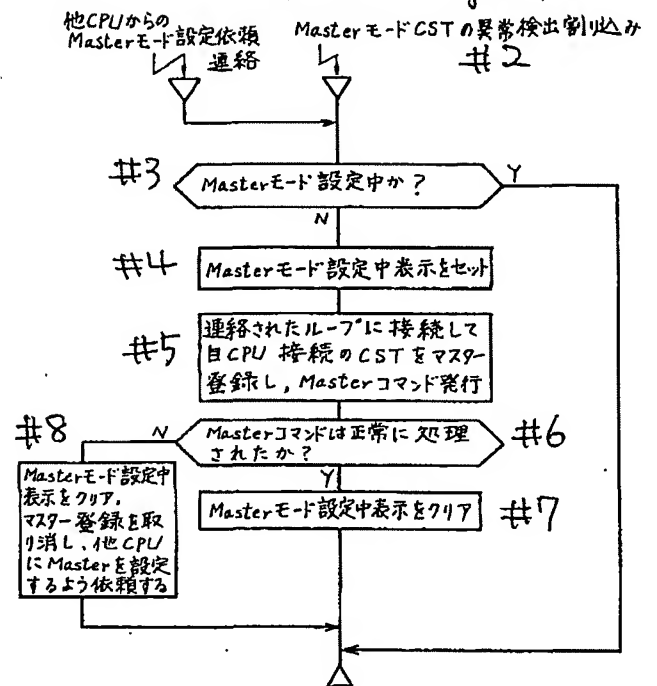 他CPUからの
Masterモード設定依頼
連絡
MasterモードCSTの異常検出割り込み
#2
#3
Masterモード設定中か?
Y
N
#4
Masterモード設定中表示をセット
#5
連絡されたループに接続して
自CPU接続のCSTをマスター
登録し,Masterコマンド発行
#8
N
Masterコマンドは正常に処理
されたか?
#6
Y
Masterモード設定中
表示をクリア.
マスター登録を取
り消し、他CPU
にMasterを設定
するよう依頼する
Masterモード設定中表示をクリア
#7